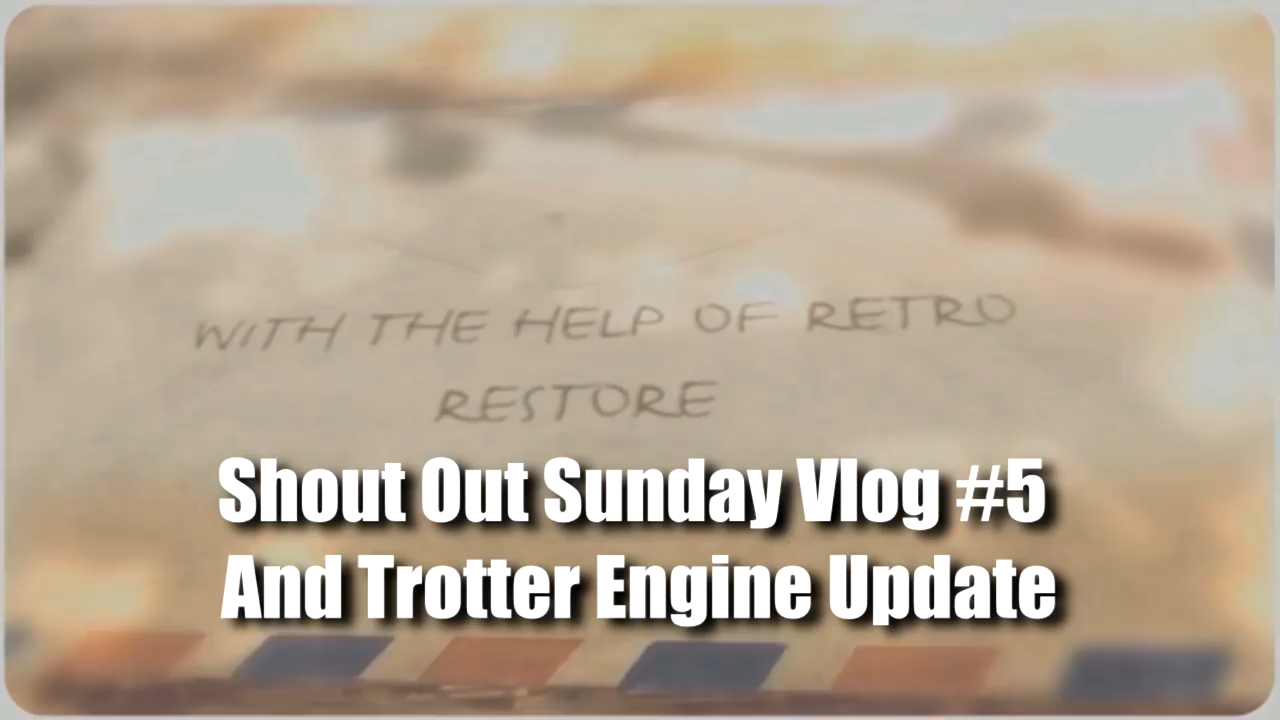 WITH THE HELP OF RETRO
RESTORE
Shout Out Sunday Vlog #5
And Trotter Engine Update